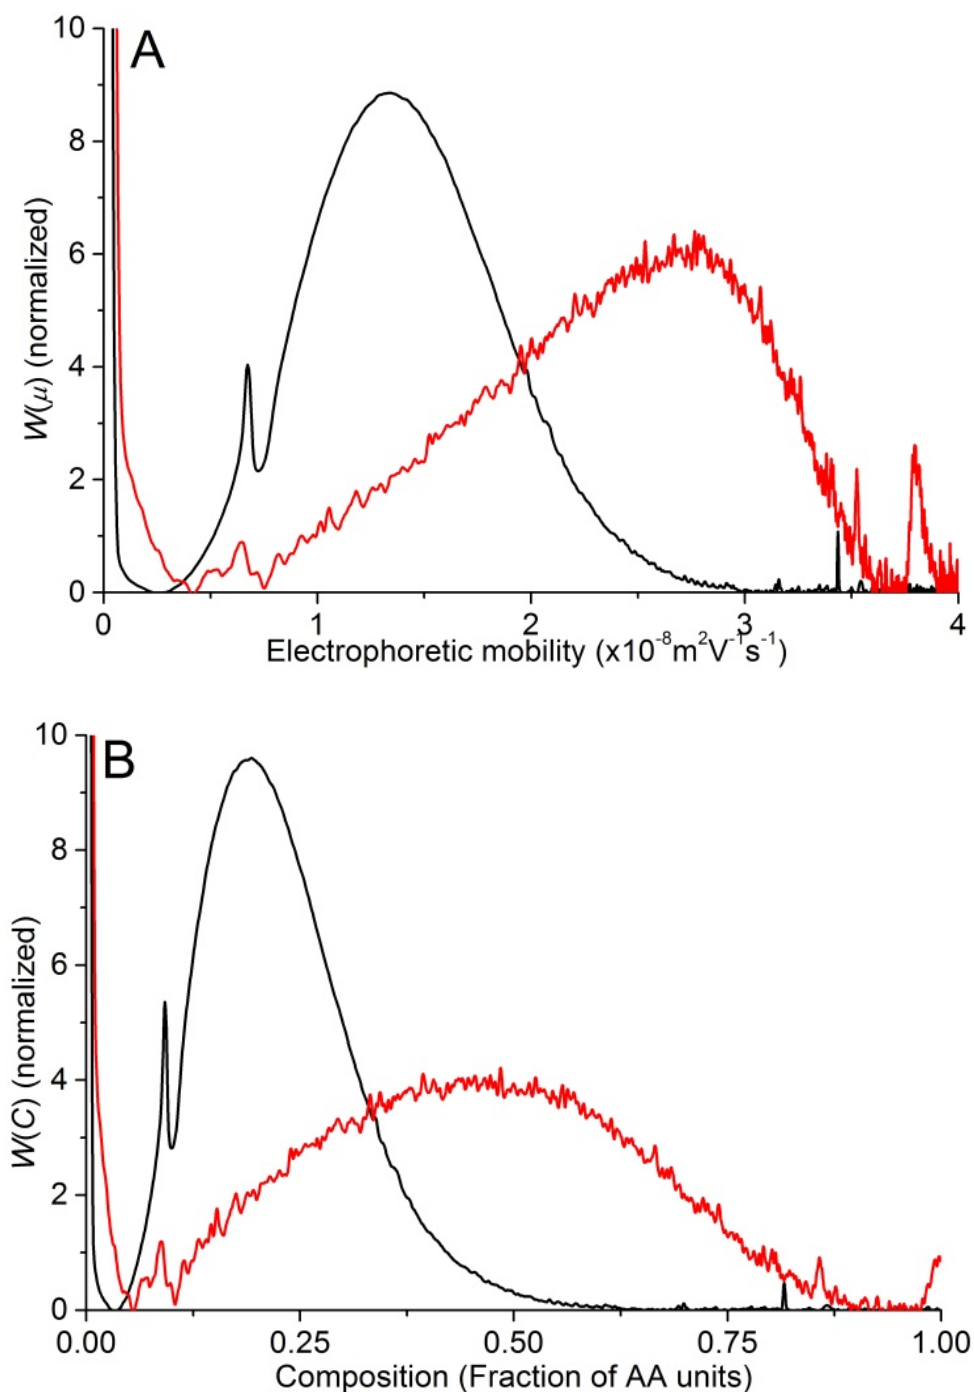 A
10
8
6
4
2
0
W(μ) (normalized)
0 1 2 3 4
Electrophoretic mobility (x10⁻⁸m²V⁻¹s⁻¹)
B
10
8
6
4
2
0
W(C) (normalized)
0.00 0.25 0.50 0.75 1.00
Composition (Fraction of AA units)